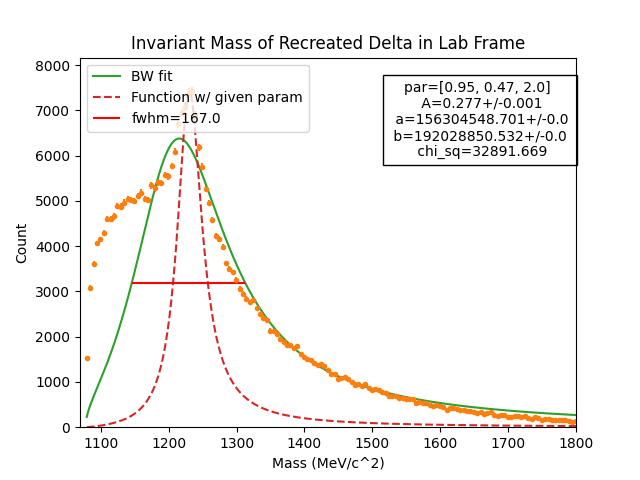 Invariant Mass of Recreated Delta in Lab Frame
BW fit
Function w/ given param
fwhm=167.0
par=[0.95, 0.47, 2.0]
A=0.277+/-0.001
a=156304548.701+/-0.0
b=192028850.532+/-0.0
chi_sq=32891.669
8000
7000
6000
5000
4000
3000
2000
1000
0
Count
1100
1200
1300
1400
1500
1600
1700
1800
Mass (MeV/c^2)